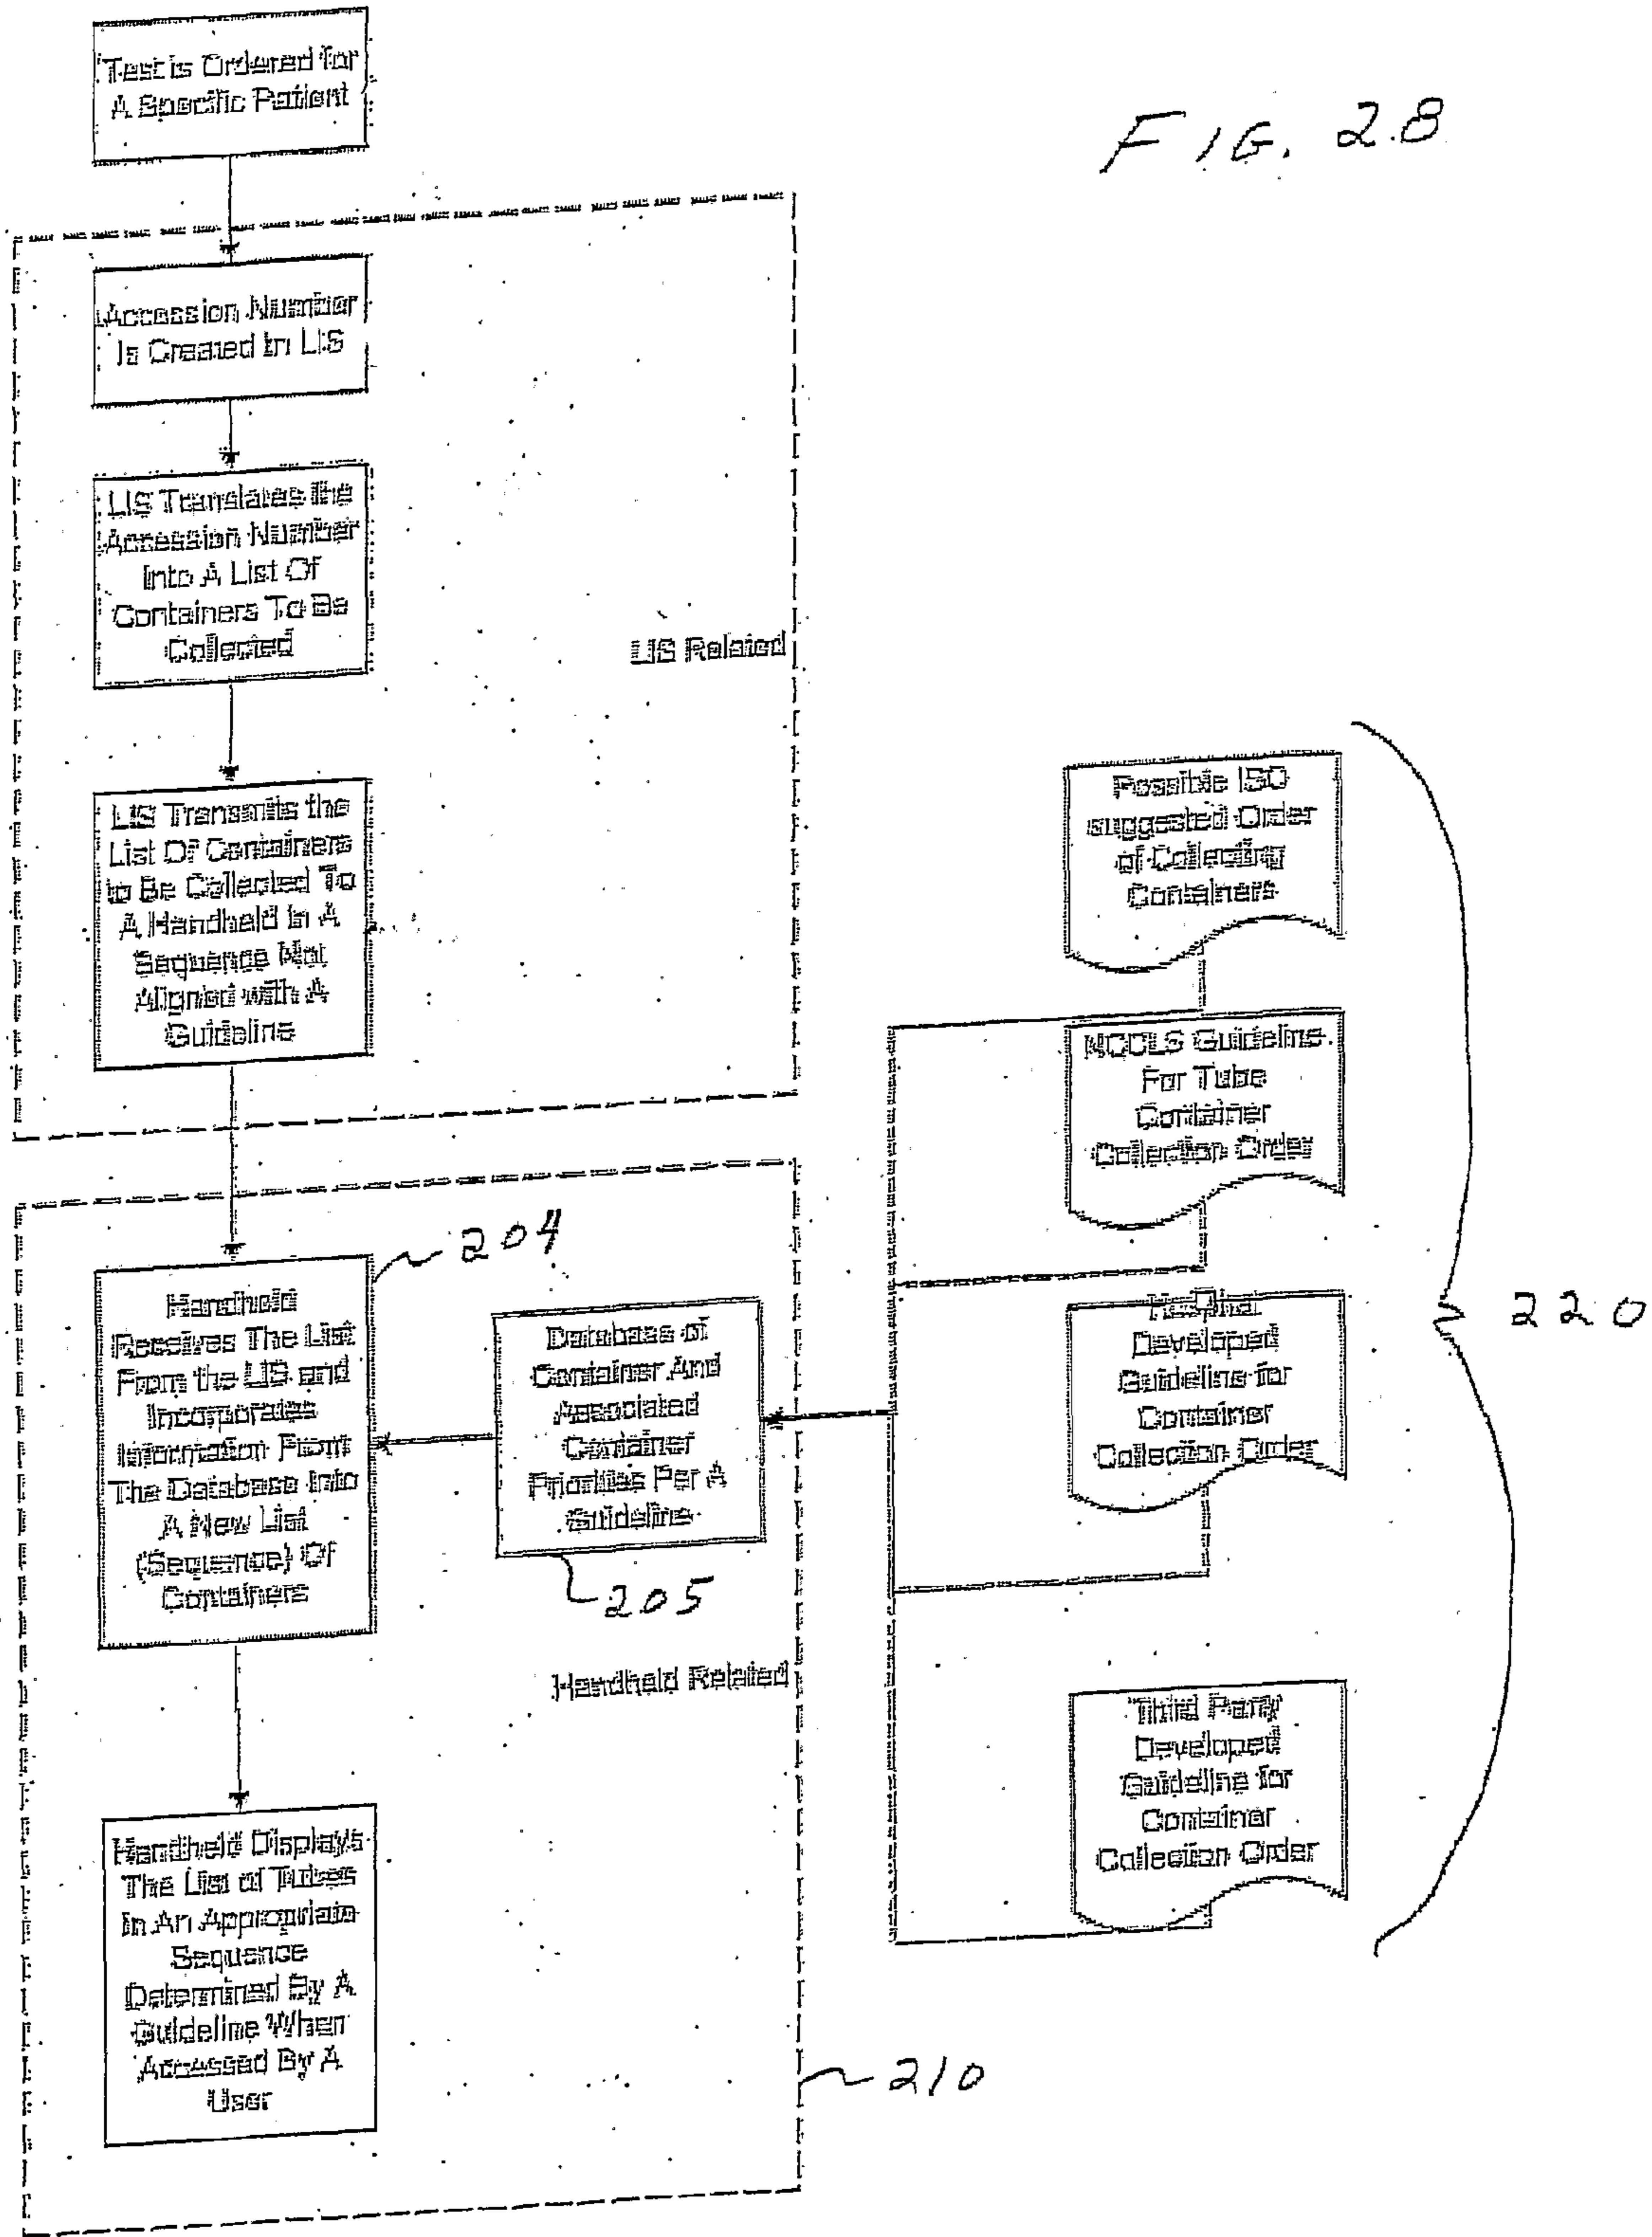 Test is Ordered for
A Specific Patient
FIG. 2B
Accession Number
Is Created In LIS
LIS Translates the
Accession Number
Into A List Of
Containers To Be
Collected
LIS Related
LIS Transmits the
List Of Containers
to Be Collected To
A Handheld In A
Sequence Not
Aligned with A
Guideline
Possible ISO
suggested Order
of Collecting
Containers
NCCLS Guideline
For Tube
Container
Collection Order
204
Handheld
Receives The List
From the LIS and
Incorporates
Information From
The Database Into
A New List
(Sequence) Of
Containers
Database of
Container And
Associated
Container
Priorities Per A
Guideline
205
Hospital
Developed
Guideline for
Container
Collection Order
220
Handheld Related
Third Party
Developed
Guideline for
Container
Collection Order
Handheld Displays
The List of Tubes
In An Appropriate
Sequence
Determined By A
Guideline When
Accessed By A
User
210